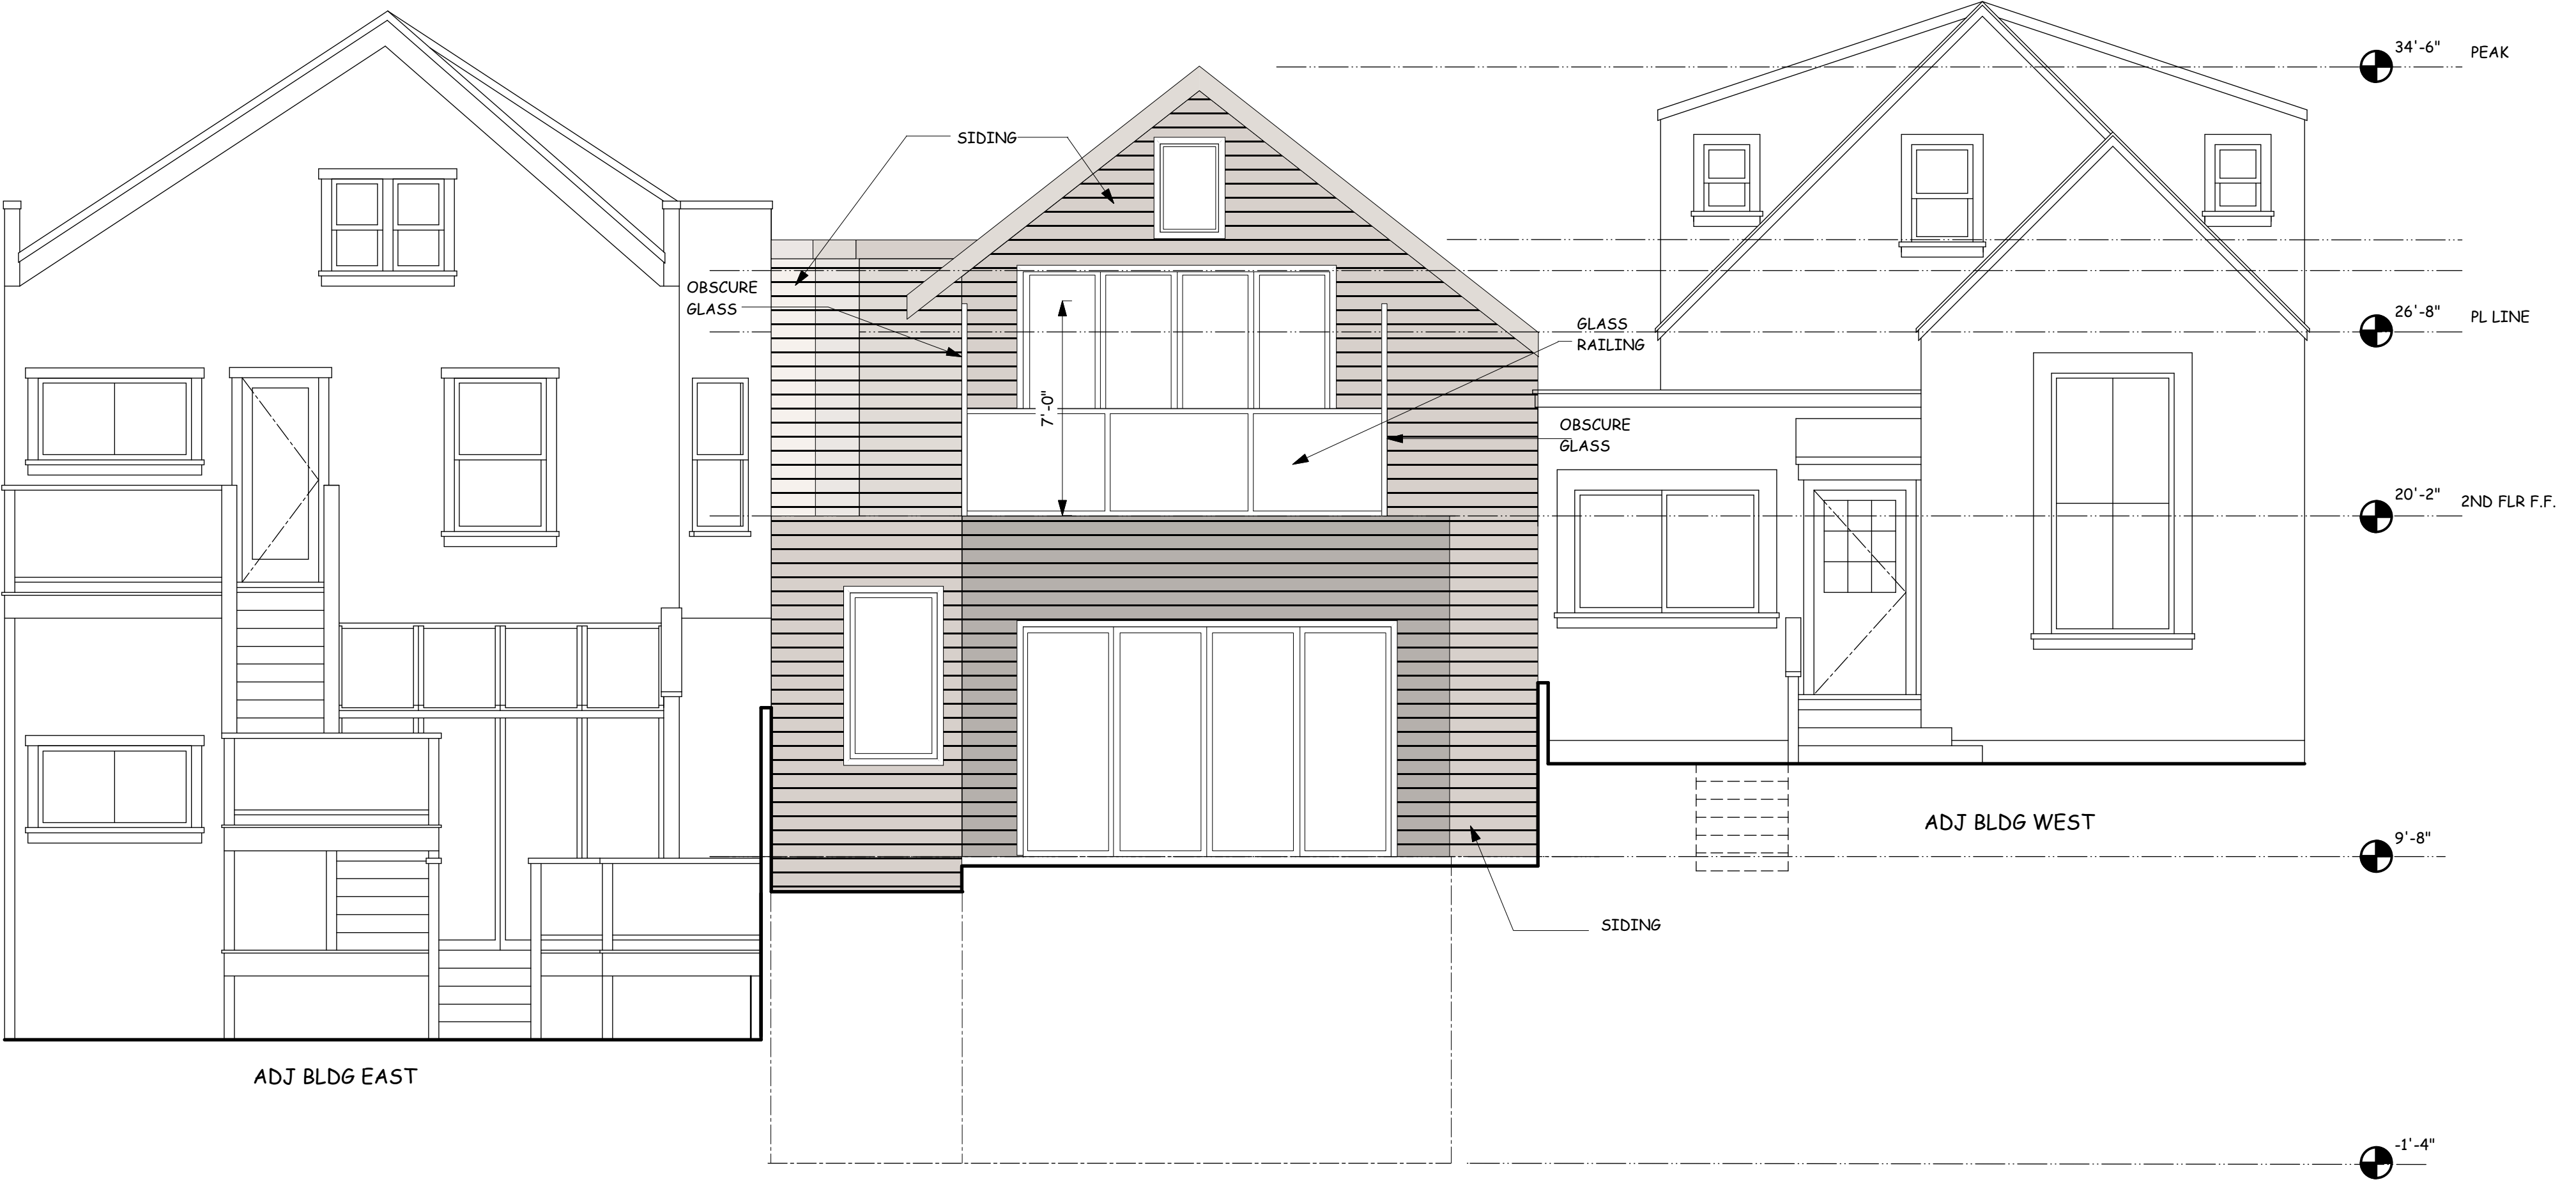 34'-6" PEAK
SIDING
OBSCURE
GLASS
26'-8" PL LINE
GLASS
RAILING
7'-0"
OBSCURE
GLASS
20'-2" 2ND FLR F.F.
ADJ BLDG WEST
9'-8"
SIDING
ADJ BLDG EAST
-1'-4"